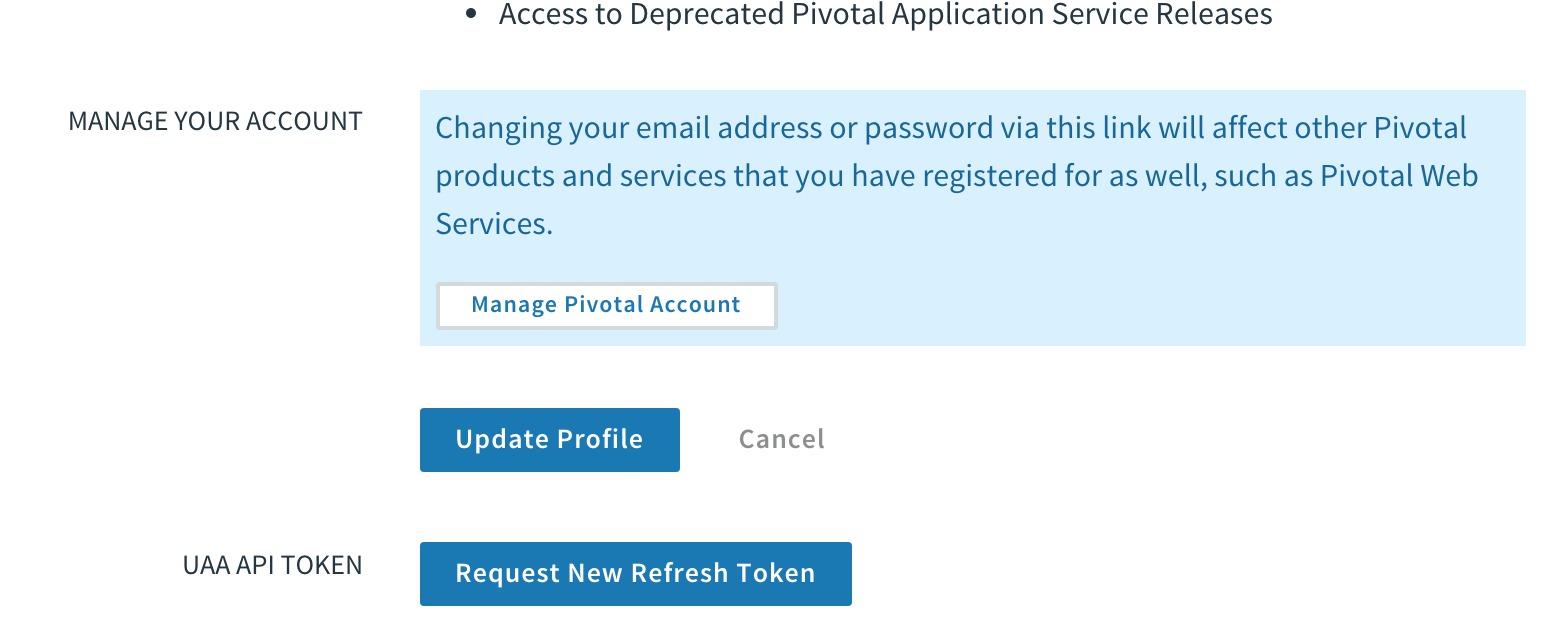 • Access to Deprecated Pivotal Application Service Releases
MANAGE YOUR ACCOUNT
Changing your email address or password via this link will affect other Pivotal
products and services that you have registered for as well, such as Pivotal Web
Services.
Manage Pivotal Account
Update Profile
Cancel
UAA API TOKEN
Request New Refresh Token